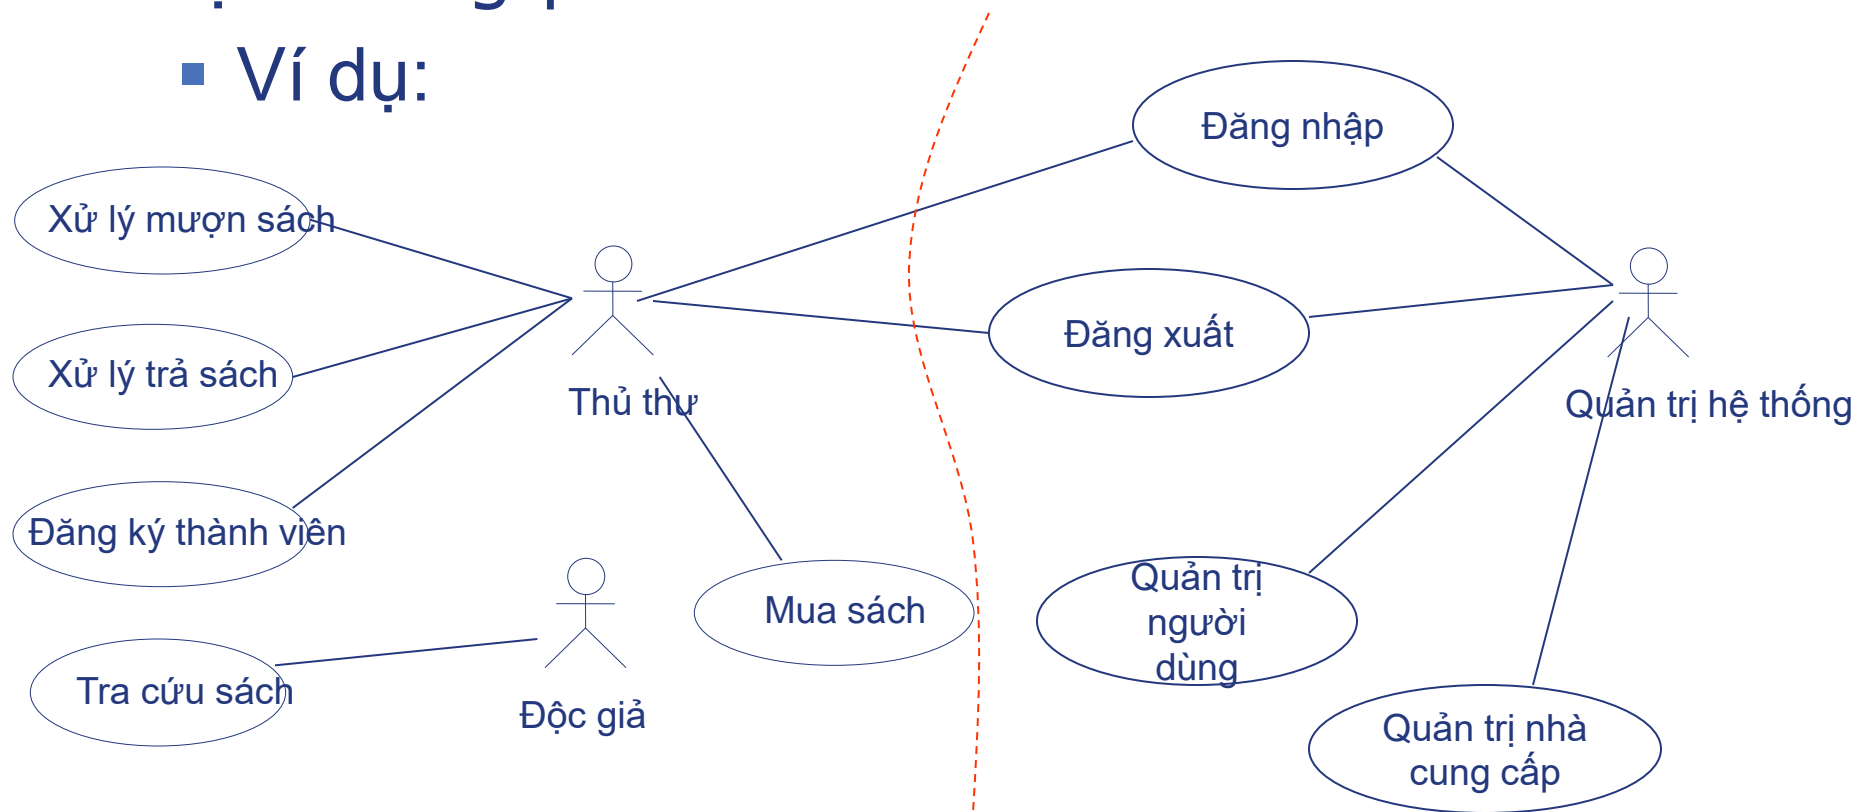 Ví dụ:
Đăng nhập
Xử lý mượn sách
Đăng xuất
Xử lý trả sách
Thủ thư
Quản trị hệ thống
Đăng ký thành viên
Quản trị
người
dùng
Mua sách
Tra cứu sách
Độc giả
Quản trị nhà
cung cấp